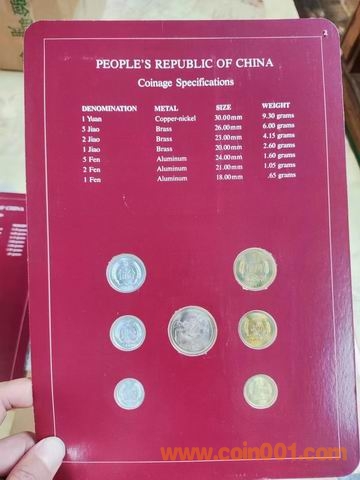 PEOPLE'S REPUBLIC OF CHINA
Coinage Specifications
DENOMINATION METAL SIZE WEIGHT
1 Yuan Copper-nickel 30.00mm 9.30 grams
5 Jiao Brass 26.00mm 6.00 grams
2 Jiao Brass 23.00mm 4.15 grams
1 Jiao Brass 20.00mm 2.60 grams
5 Fen Aluminum 24.00mm 1.60 grams
2 Fen Aluminum 21.00mm 1.05 grams
1 Fen Aluminum 18.00mm .65 grams
OF CHINA
www.coin001.com